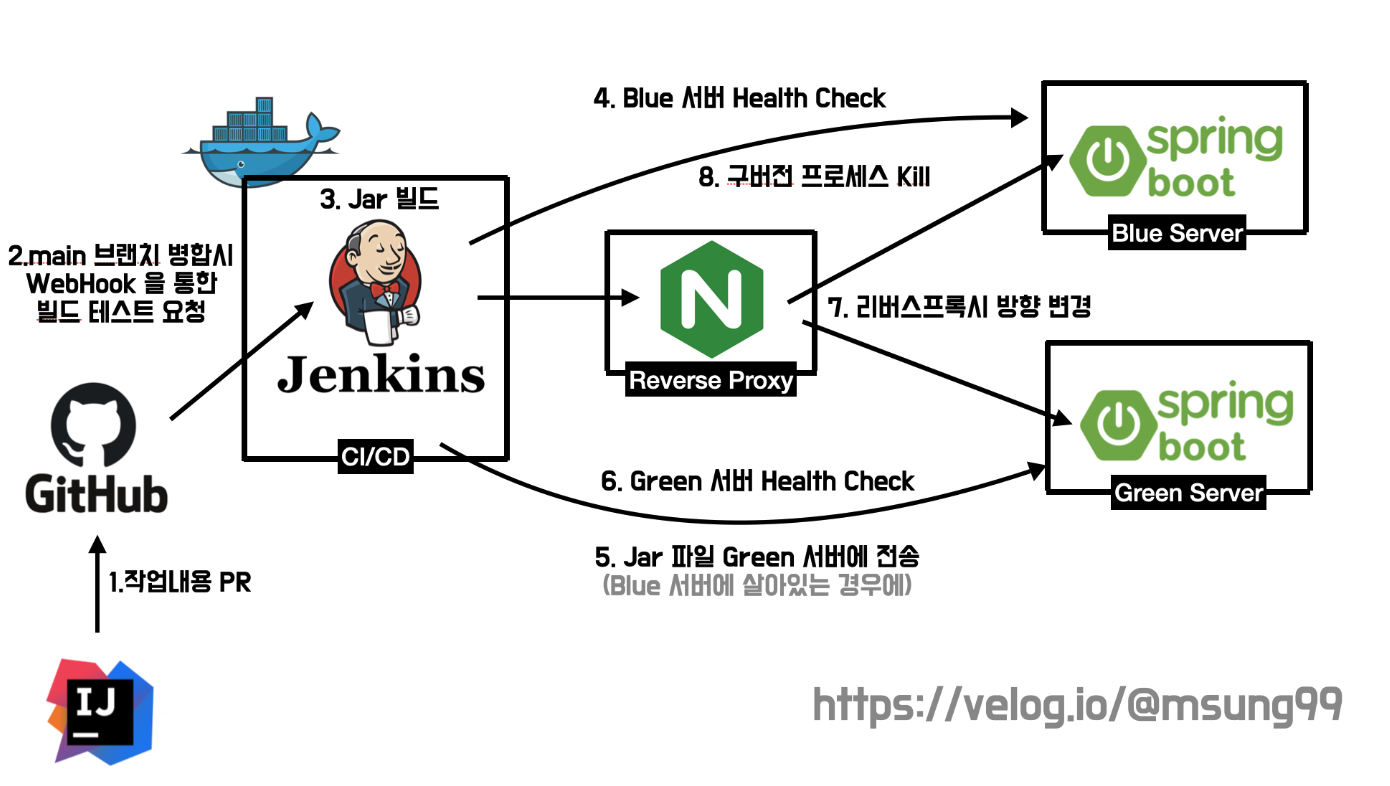 4. Blue 서버 Health Check
spring
boot
Blue Server
8. 구버전 프로세스 Kill
3. Jar 빌드
2.main 브랜치 병합시
WebHook 을 통한
빌드 테스트 요청
Jenkins
CI/CD
N
Reverse Proxy
7. 리버스프록시 방향 변경
spring
boot
Green Server
GitHub
6. Green 서버 Health Check
5. Jar 파일 Green 서버에 전송
(Blue 서버에 살아있는 경우에)
1.작업내용 PR
IJ
https://velog.io/@msung99